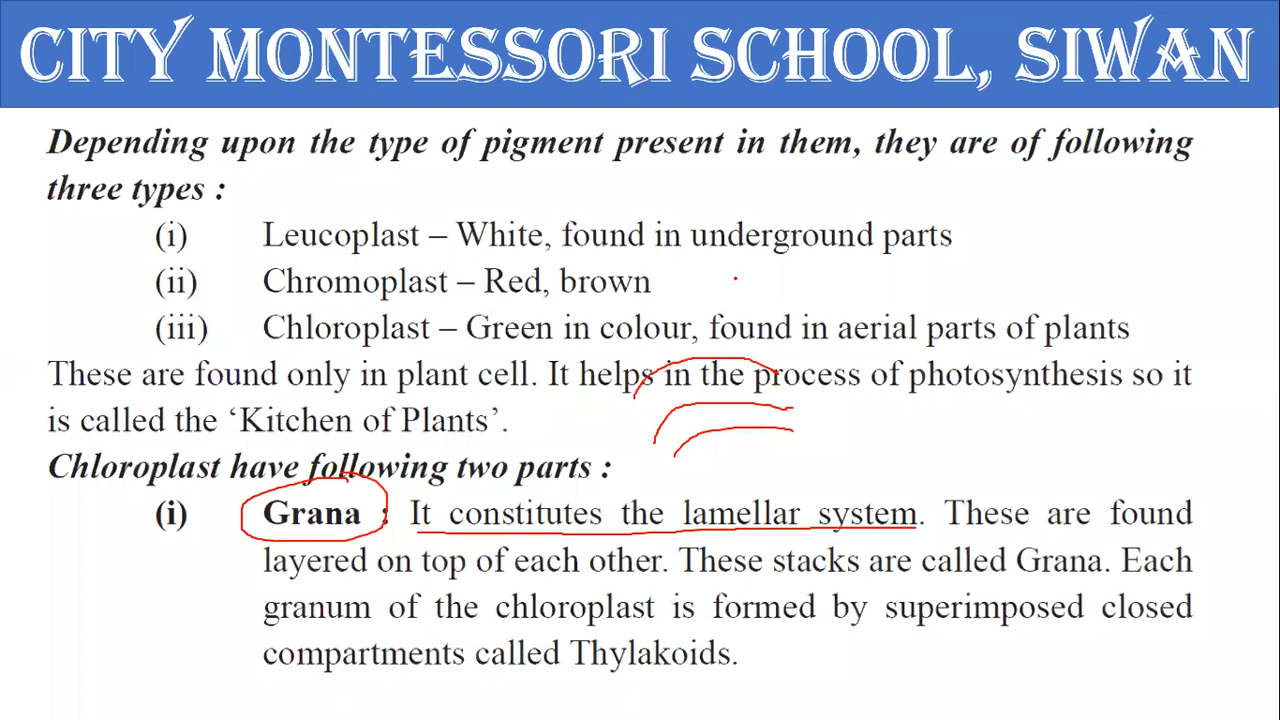 CITY MONTESSORI SCHOOL, SIWAN
Depending upon the type of pigment present in them, they are of following
three types :
(i) Leucoplast – White, found in underground parts
(ii) Chromoplast – Red, brown
(iii) Chloroplast – Green in colour, found in aerial parts of plants
These are found only in plant cell. It helps in the process of photosynthesis so it
is called the ‘Kitchen of Plants’.
Chloroplast have following two parts :
(i) Grana : It constitutes the lamellar system. These are found
layered on top of each other. These stacks are called Grana. Each
granum of the chloroplast is formed by superimposed closed
compartments called Thylakoids.